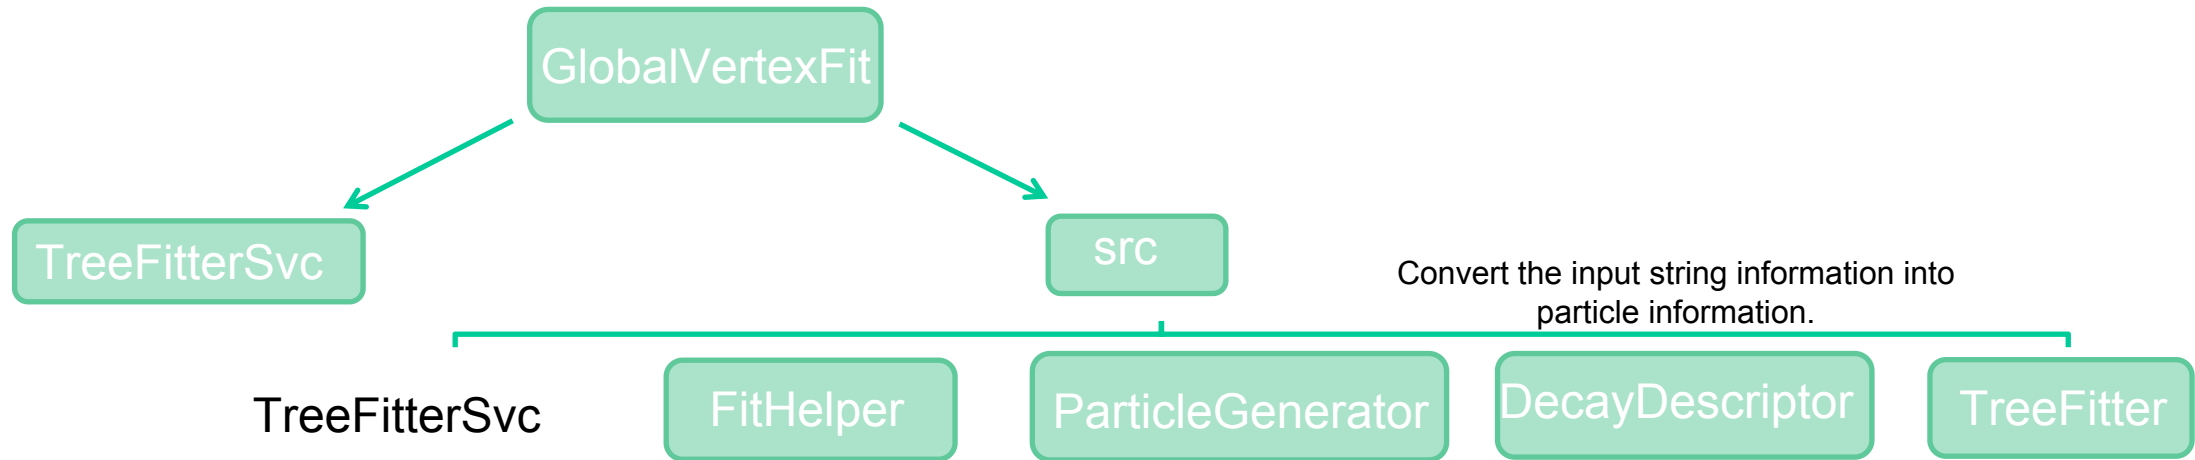 GlobalVertexFit
TreeFitterSvc
src
Convert the input string information into
particle information.
TreeFitterSvc
FitHelper
ParticleGenerator
DecayDescriptor
TreeFitter